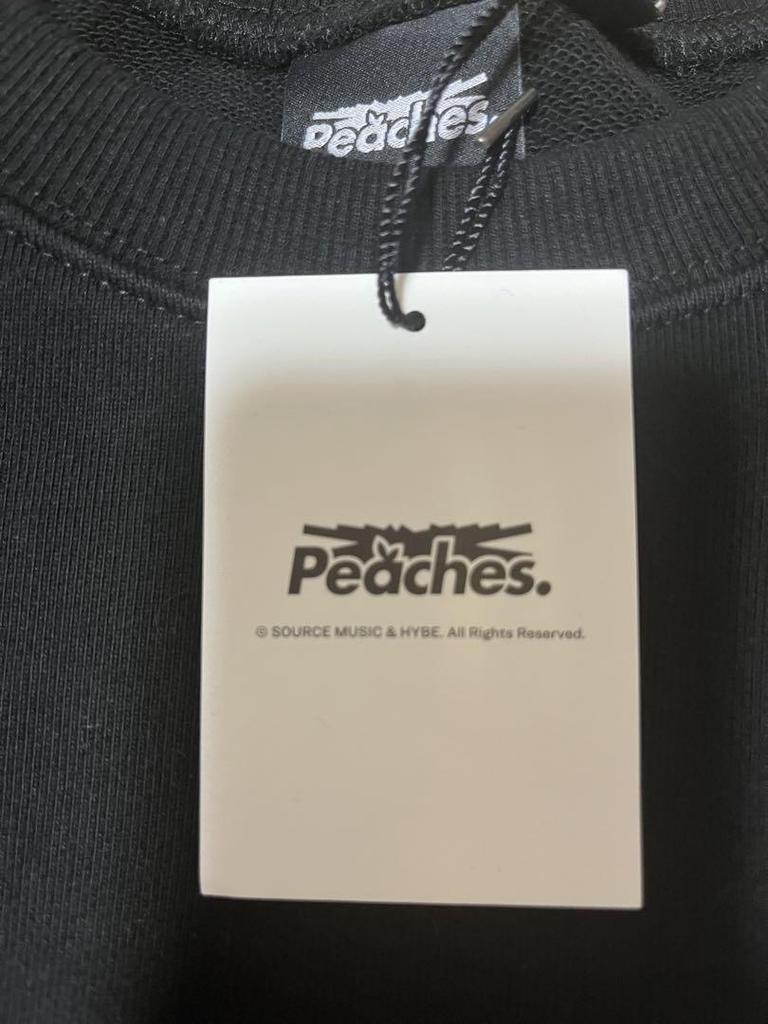 Peaches.
Peaches.
© SOURCE MUSIC & HYBE. All Rights Reserved.